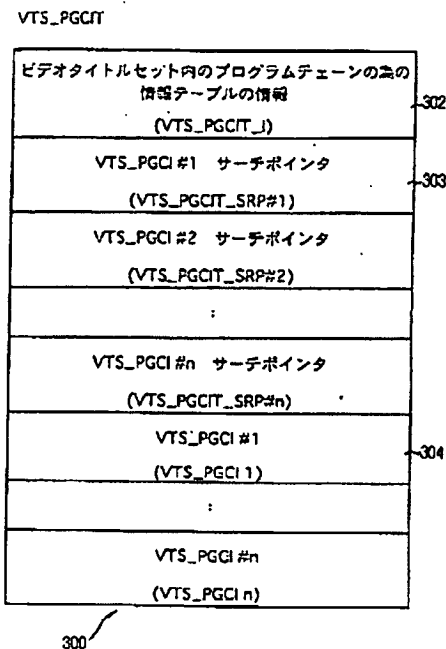 VTS_PGCIT
ビデオタイトルセット内のプログラムチェーンの為の
情報テーブルの情報
(VTS_PGCIT_I)
302
VTS_PGCI #1 サーチポインタ
(VTS_PGCIT_SRP#1)
303
VTS_PGCI #2 サーチポインタ
(VTS_PGCIT_SRP#2)
:
VTS_PGCI #n サーチポインタ
(VTS_PGCIT_SRP#n)
VTS_PGCI #1
(VTS_PGCI 1)
304
:
VTS_PGCI #n
(VTS_PGCI n)
300